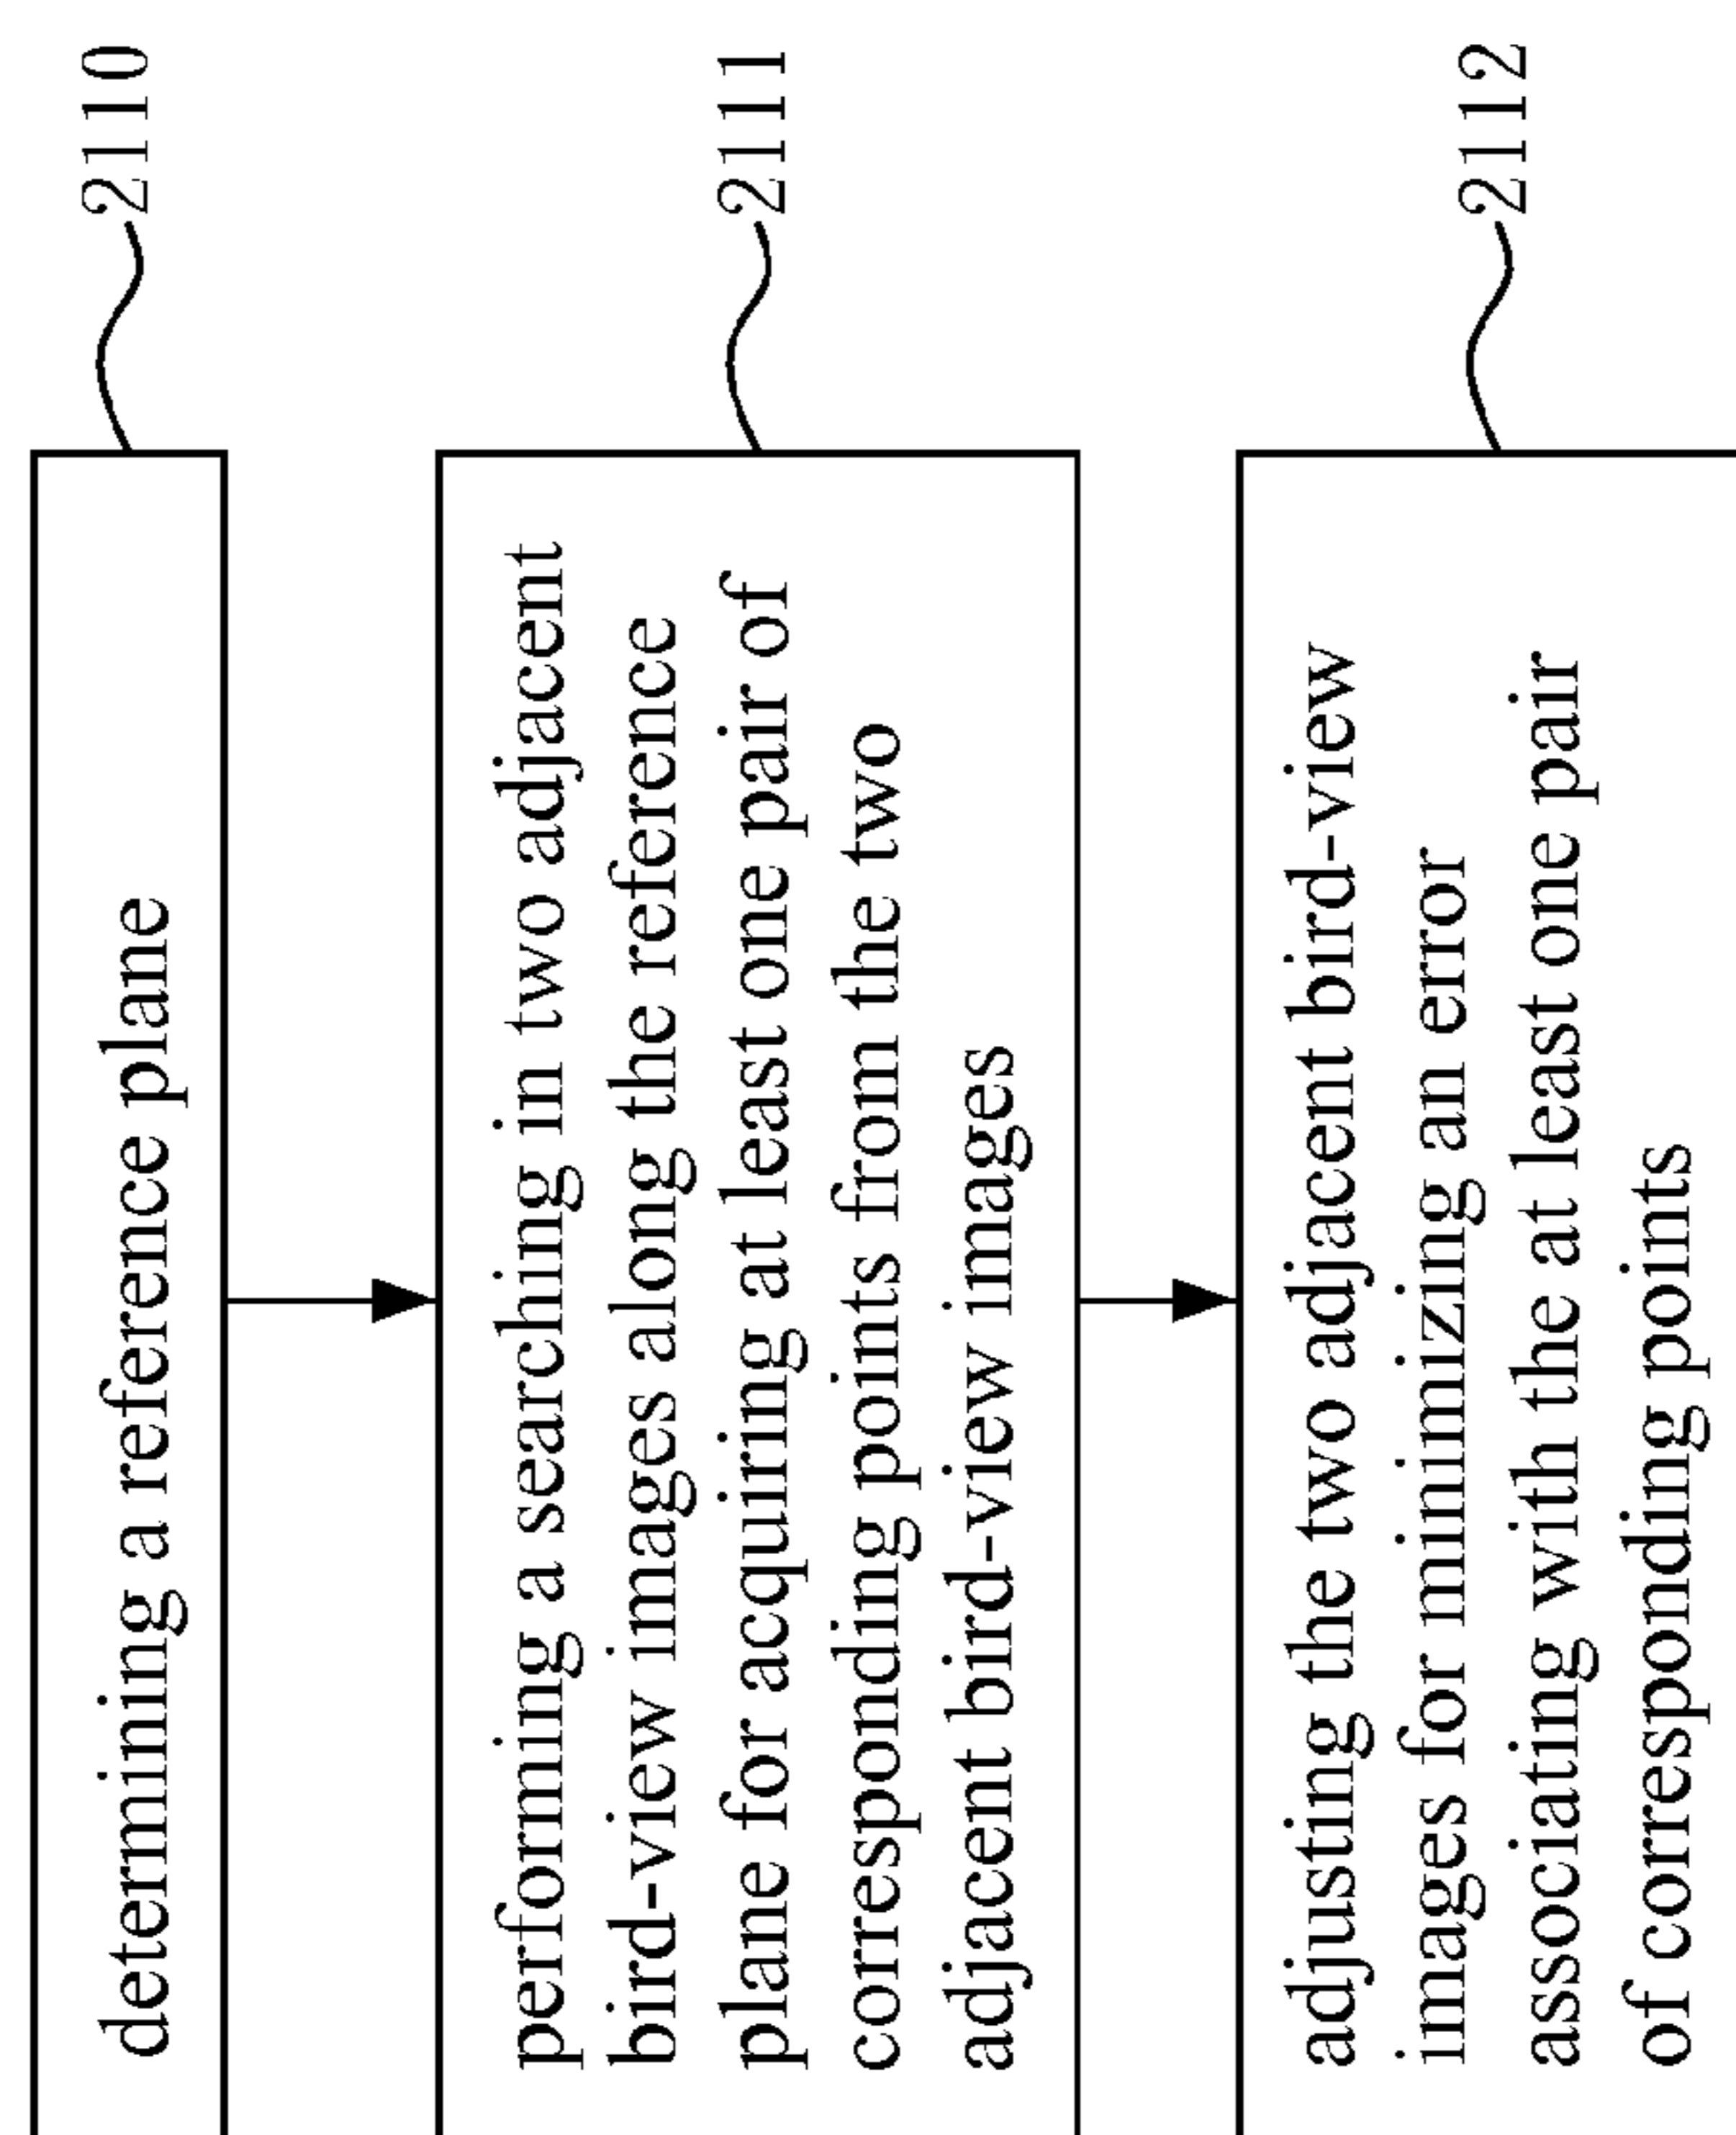 determining a reference plane
2110
performing a searching in two adjacent
bird-view images along the reference
plane for acquiring at least one pair of
corresponding points from the two
adjacent bird-view images
2111
adjusting the two adjacent bird-view
images for minimizing an error
associating with the at least one pair
of corresponding points
2112